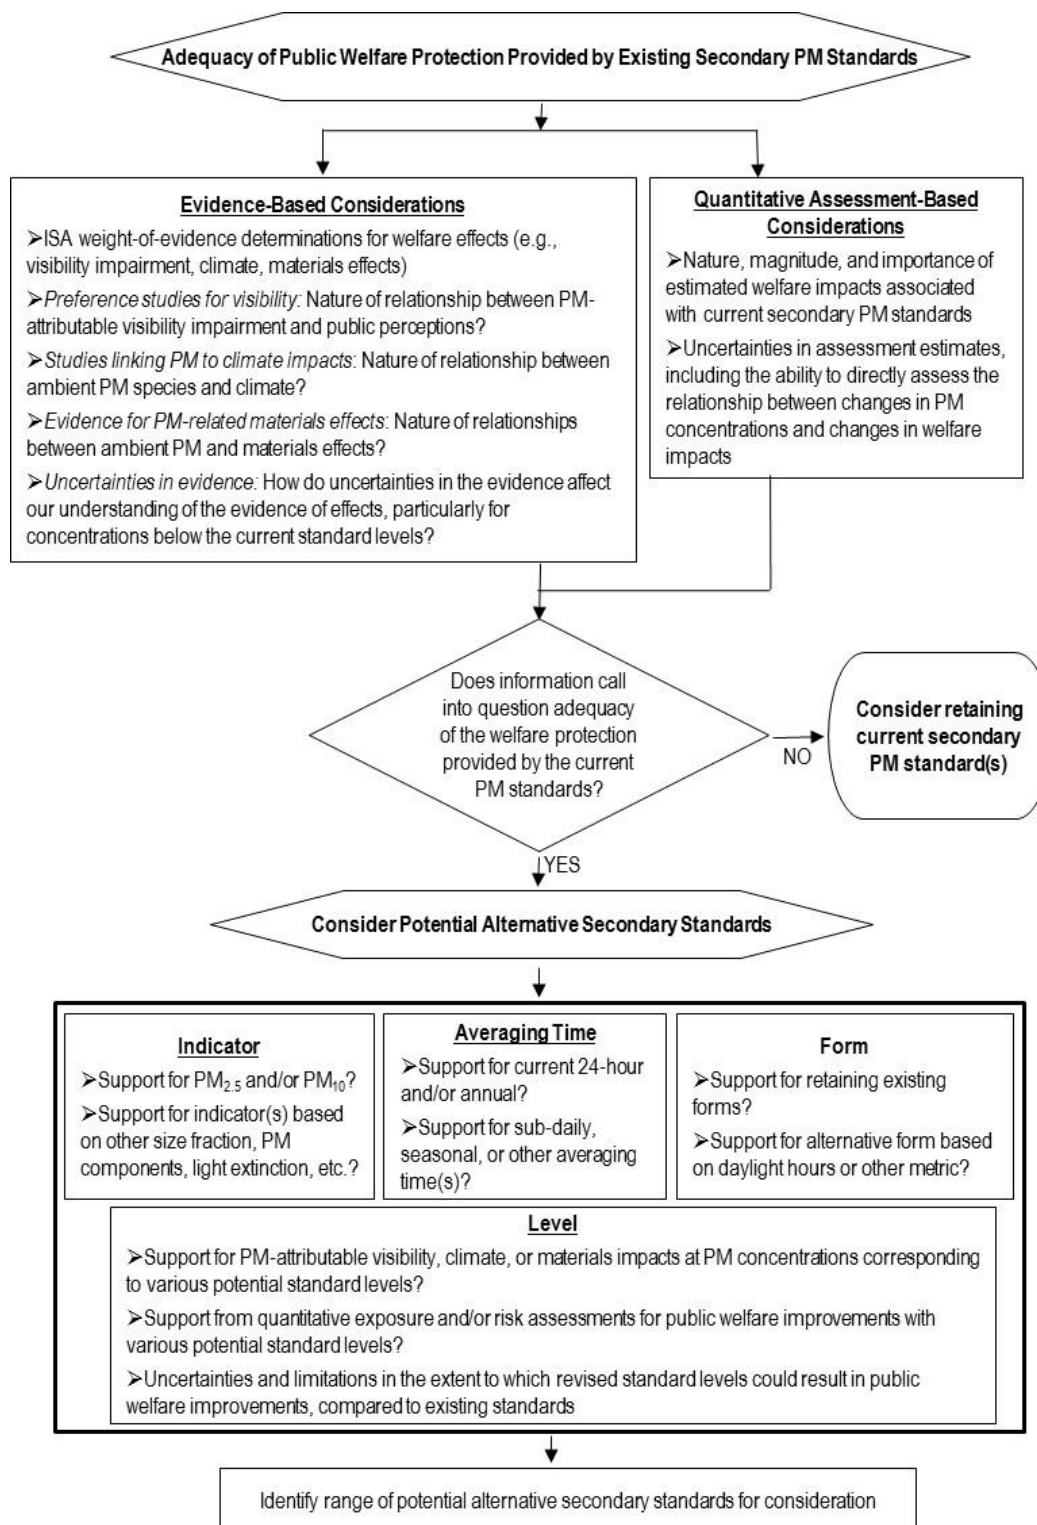 Adequacy of Public Welfare Protection Provided by Existing Secondary PM Standards
Evidence-Based Considerations
➢ISA weight-of-evidence determinations for welfare effects (e.g.,
visibility impairment, climate, materials effects)
➢Preference studies for visibility: Nature of relationship between PM-
attributable visibility impairment and public perceptions?
➢Studies linking PM to climate impacts: Nature of relationship between
ambient PM species and climate?
➢Evidence for PM-related materials effects: Nature of relationships
between ambient PM and materials effects?
➢Uncertainties in evidence: How do uncertainties in the evidence affect
our understanding of the evidence of effects, particularly for
concentrations below the current standard levels?
Quantitative Assessment-Based
Considerations
➢Nature, magnitude, and importance of
estimated welfare impacts associated
with current secondary PM standards
➢Uncertainties in assessment estimates,
including the ability to directly assess the
relationship between changes in PM
concentrations and changes in welfare
impacts
Does information call
into question adequacy
of the welfare protection
provided by the current
PM standards?
NO
Consider retaining
current secondary
PM standard(s)
YES
Consider Potential Alternative Secondary Standards
Indicator
➢Support for PM2.5 and/or PM10?
➢Support for indicator(s) based
on other size fraction, PM
components, light extinction, etc.?
Averaging Time
➢Support for current 24-hour
and/or annual?
➢Support for sub-daily,
seasonal, or other averaging
time(s)?
Form
➢Support for retaining existing
forms?
➢Support for alternative form based
on daylight hours or other metric?
Level
➢Support for PM-attributable visibility, climate, or materials impacts at PM concentrations corresponding
to various potential standard levels?
➢Support from quantitative exposure and/or risk assessments for public welfare improvements with
various potential standard levels?
➢Uncertainties and limitations in the extent to which revised standard levels could result in public
welfare improvements, compared to existing standards
Identify range of potential alternative secondary standards for consideration